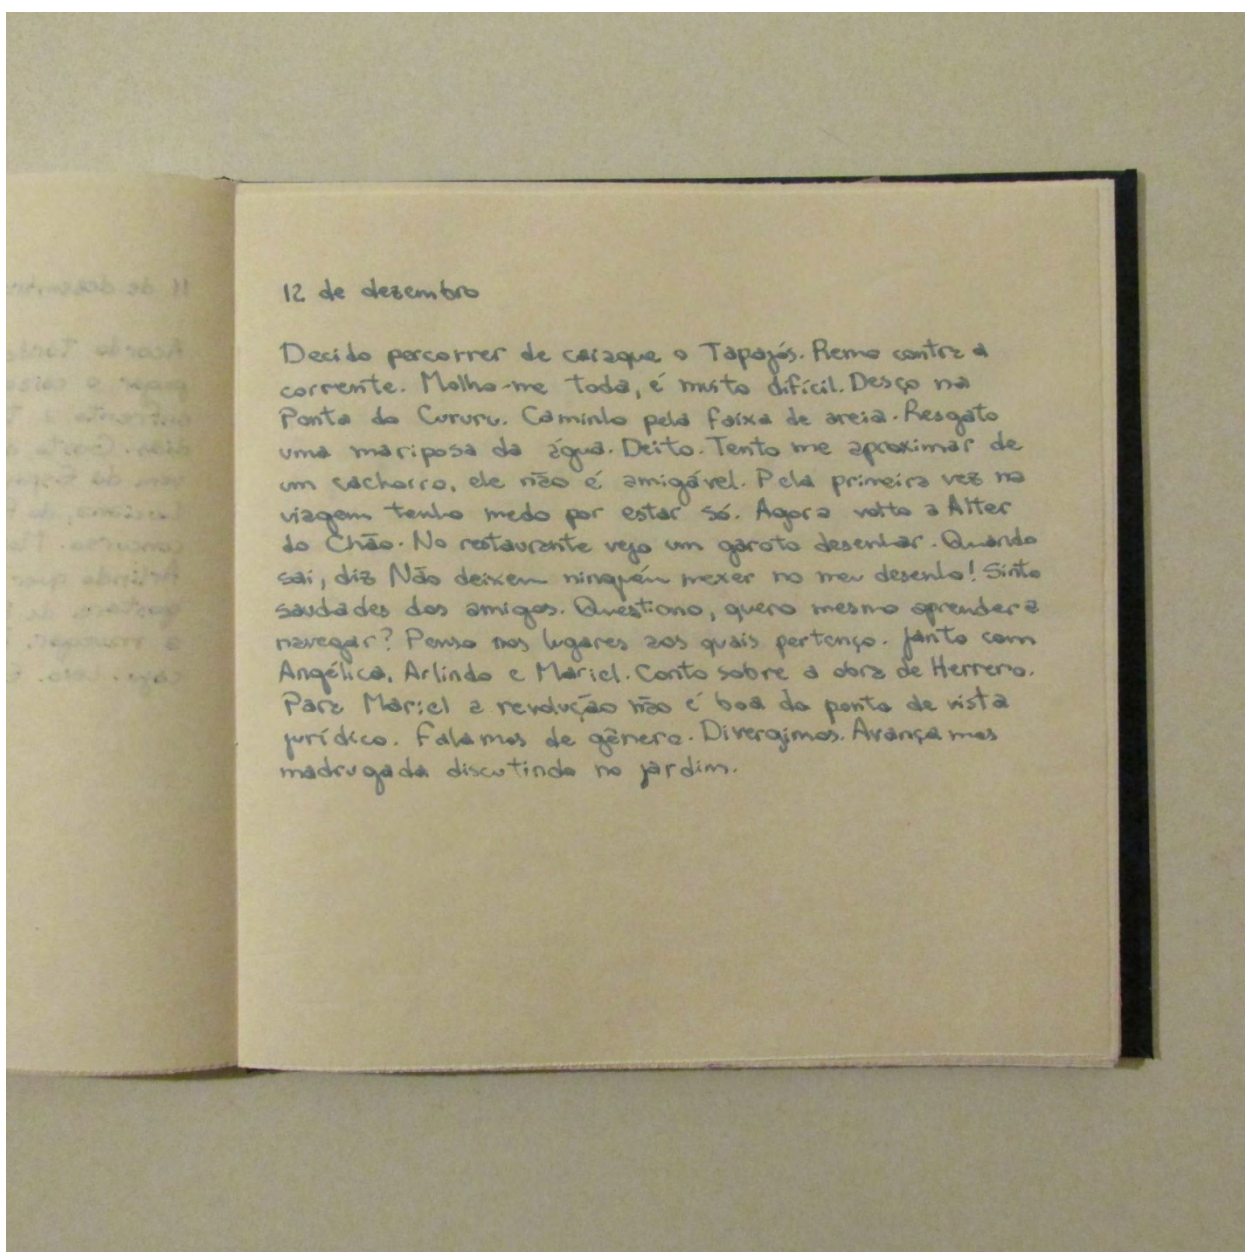 12 de dezembro
Decido percorrer de caiaque o Tapajós. Remo contra a
corrente. Molho-me toda, é muito difícil. Desço na
Ponta do Cururu. Caminho pela faixa de areia. Resgato
uma mariposa da água. Deito. Tento me aproximar de
um cachorro, ele não é amigável. Pela primeira vez na
viagem tenho medo por estar só. Agora volto a Alter
do Chão. No restaurante vejo um garoto desenhar. Quando
sai, diz Não deixem ninguém mexer no meu desenho! Sinto
saudades dos amigos. Questiono, quero mesmo aprender a
navegar? Penso nos lugares aos quais pertenço. Janto com
Angélica, Arlindo e Mariel. Conto sobre a obra de Herrero.
Para Mariel a revolução não é boa do ponto de vista
jurídico. Falamos de gênero. Divergimos. Avançamos
madrugada discutindo no jardim.